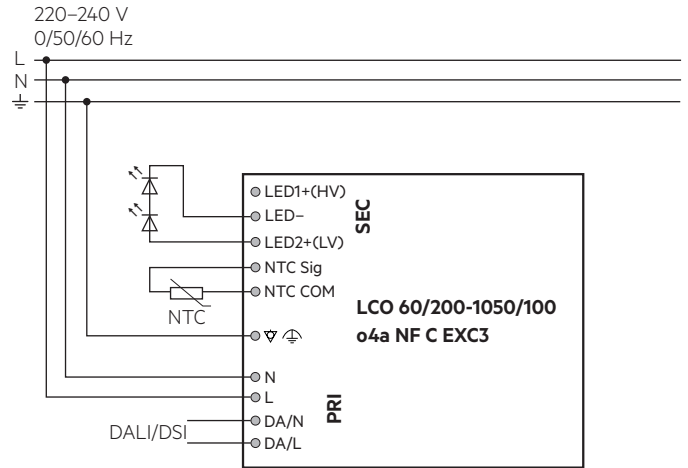 220–240 V
0/50/60 Hz
L
N
LED1+(HV)
LED–
LED2+(LV)
SEC
NTC Sig
NTC COM
NTC
LCO 60/200-1050/100
o4a NF C EXC3
N
L
PRI
DALI/DSI
DA/N
DA/L